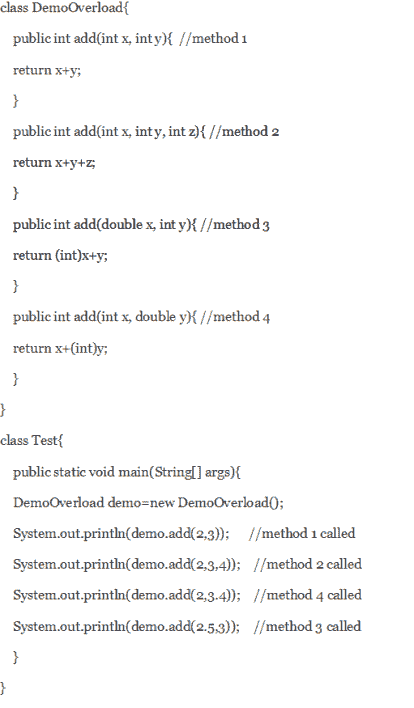 class DemoOverload{
public int add(int x, int y){ //method 1
return x+y;
}
public int add(int x, int y, int z){ //method 2
return x+y+z;
}
public int add(double x, int y){ //method 3
return (int)x+y;
}
public int add(int x, double y){ //method 4
return x+(int)y;
}
}
class Test{
public static void main(String[] args){
DemoOverload demo=new DemoOverload();
System.out.println(demo.add(2,3)); //method 1 called
System.out.println(demo.add(2,3,4)); //method 2 called
System.out.println(demo.add(2,3.4)); //method 4 called
System.out.println(demo.add(2.5,3)); //method 3 called
}
}